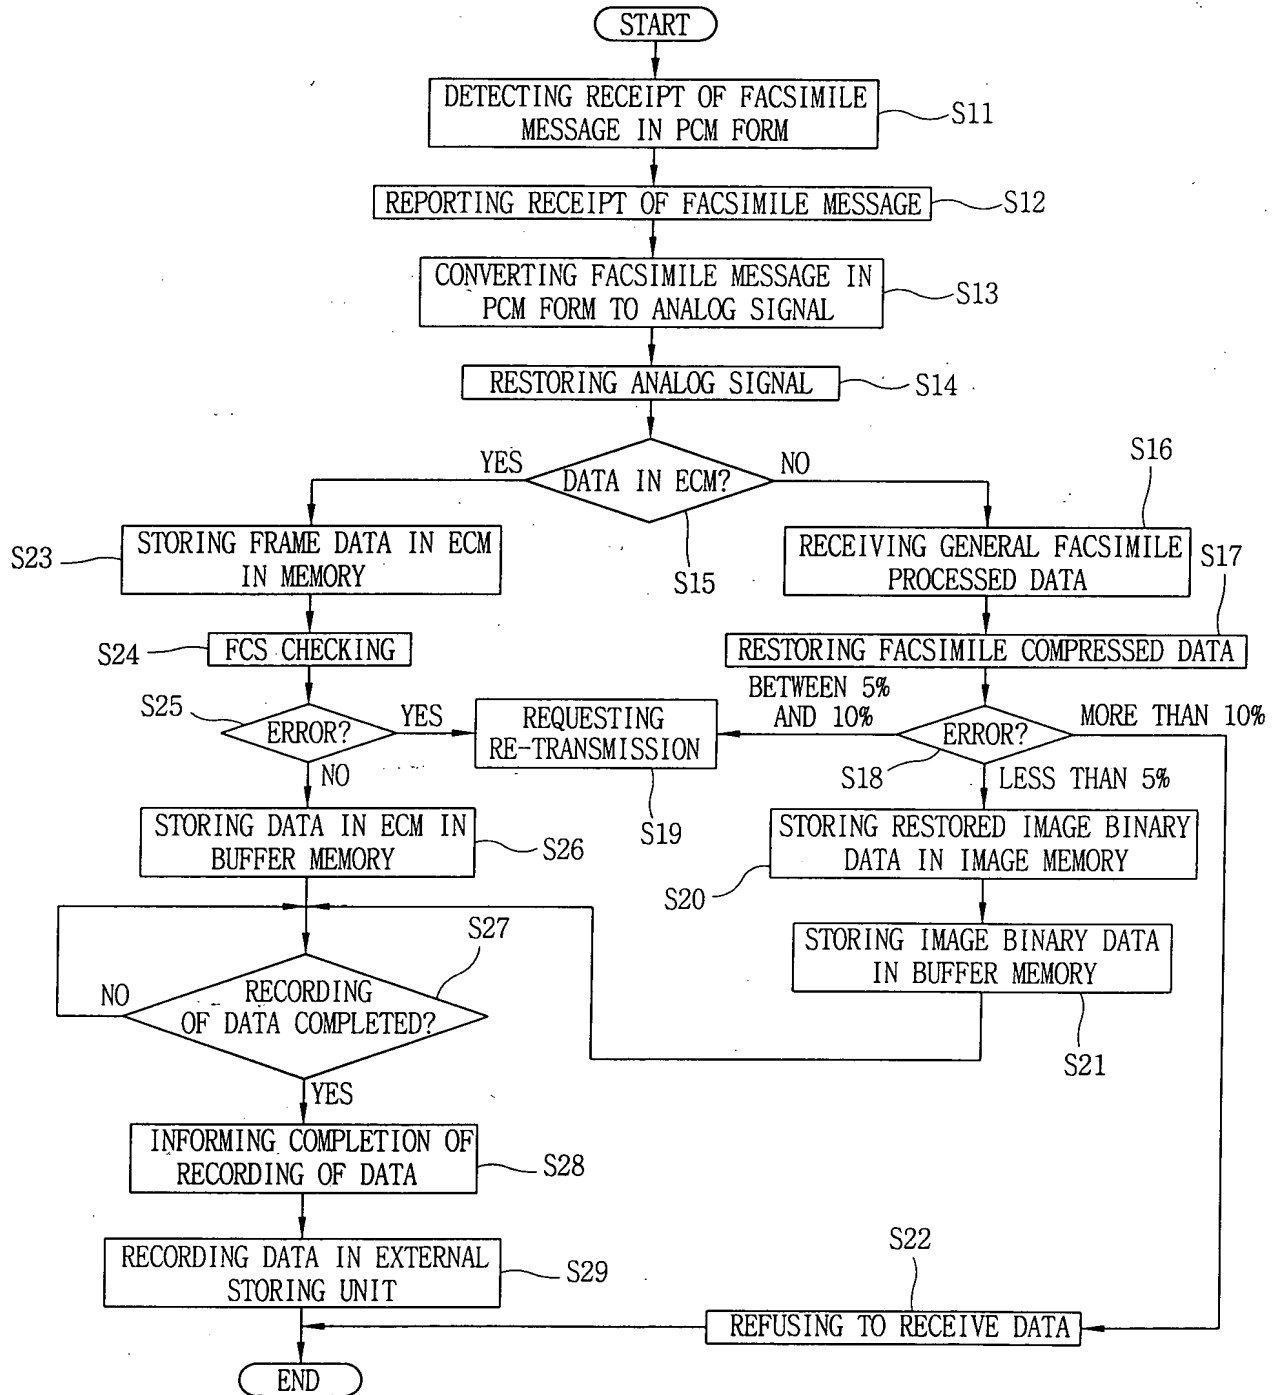 START
DETECTING RECEIPT OF FACSIMILE
MESSAGE IN PCM FORM
S11
REPORTING RECEIPT OF FACSIMILE MESSAGE
S12
CONVERTING FACSIMILE MESSAGE IN
PCM FORM TO ANALOG SIGNAL
S13
RESTORING ANALOG SIGNAL
S14
YES
DATA IN ECM?
NO
S15
S16
STORING FRAME DATA IN ECM
IN MEMORY
S23
RECEIVING GENERAL FACSIMILE
PROCESSED DATA
S17
FCS CHECKING
S24
RESTORING FACSIMILE COMPRESSED DATA
S25
ERROR?
YES
NO
REQUESTING
RE-TRANSMISSION
S19
BETWEEN 5%
AND 10%
ERROR?
MORE THAN 10%
S18
LESS THAN 5%
STORING DATA IN ECM IN
BUFFER MEMORY
S26
STORING RESTORED IMAGE BINARY
DATA IN IMAGE MEMORY
S20
S27
STORING IMAGE BINARY DATA
IN BUFFER MEMORY
S21
NO
RECORDING
OF DATA COMPLETED?
YES
INFORMING COMPLETION OF
RECORDING OF DATA
S28
RECORDING DATA IN EXTERNAL
STORING UNIT
S29
S22
REFUSING TO RECEIVE DATA
END